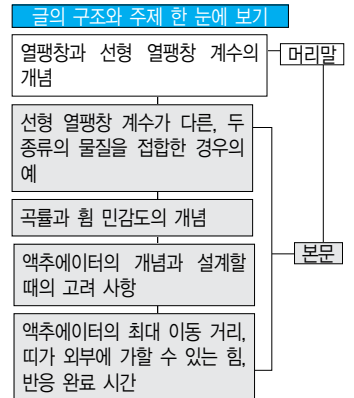 글의 구조와 주제 한 눈에 보기
열팽창과 선형 열팽창 계수의
개념
머리말
선형 열팽창 계수가 다른, 두
종류의 물질을 접합한 경우의
예
곡률과 휨 민감도의 개념
본문
액추에이터의 개념과 설계할
때의 고려 사항
액추에이터의 최대 이동 거리,
띠가 외부에 가할 수 있는 힘,
반응 완료 시간